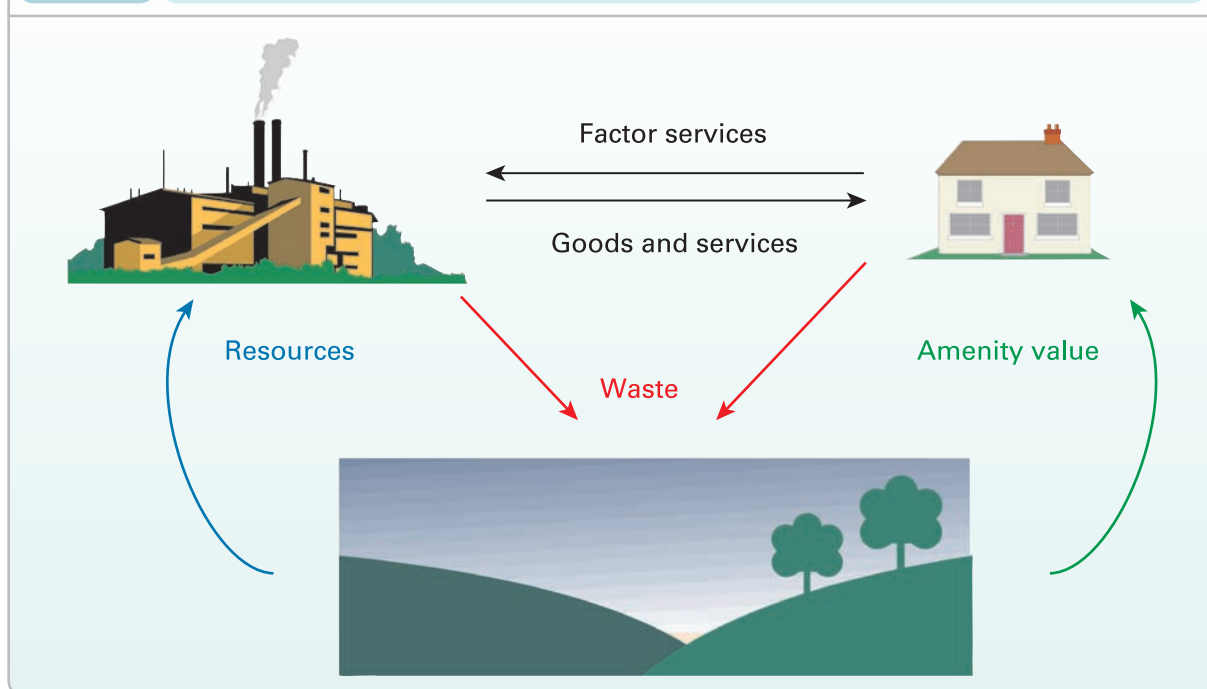 Factor services
Goods and services
Resources
Amenity value
Waste